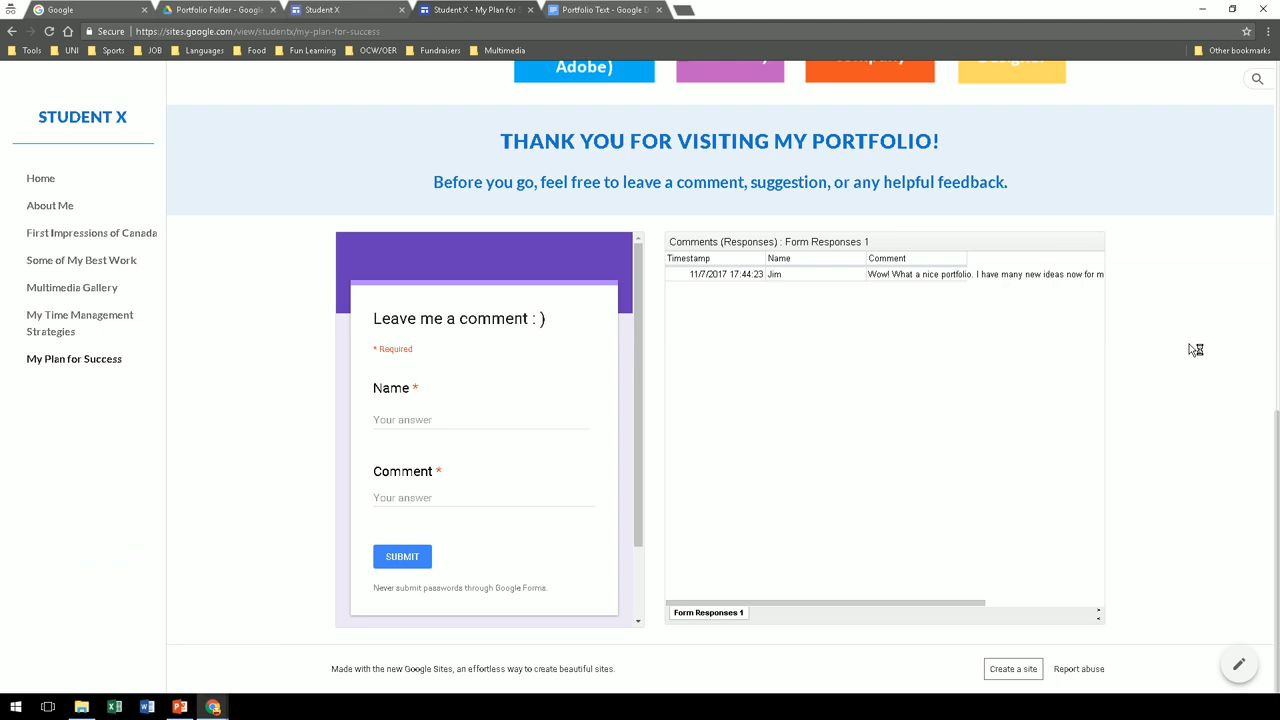 Google
Portfolio Folder - Google
Student X
Student X - My Plan for S
Portfolio Text - Google D
Secure
https://sites.google.com/view/studentx/my-plan-for-success
Tools
UNI
Sports
JOB
Languages
Food
Fun Learning
OCW/OER
Fundraisers
Multimedia
Other bookmarks
Adobe)
STUDENT X
Home
About Me
First Impressions of Canada
Some of My Best Work
Multimedia Gallery
My Time Management
Strategies
My Plan for Success
THANK YOU FOR VISITING MY PORTFOLIO!
Before you go, feel free to leave a comment, suggestion, or any helpful feedback.
Leave me a comment : )
* Required
Name *
Your answer
Comment *
Your answer
SUBMIT
Never submit passwords through Google Forms.
Comments (Responses) : Form Responses 1
Timestamp Name Comment
11/7/2017 17:44:23 Jim Wow! What a nice portfolio. I have many new ideas now for m
Form Responses 1
Made with the new Google Sites, an effortless way to create beautiful sites.
Create a site
Report abuse